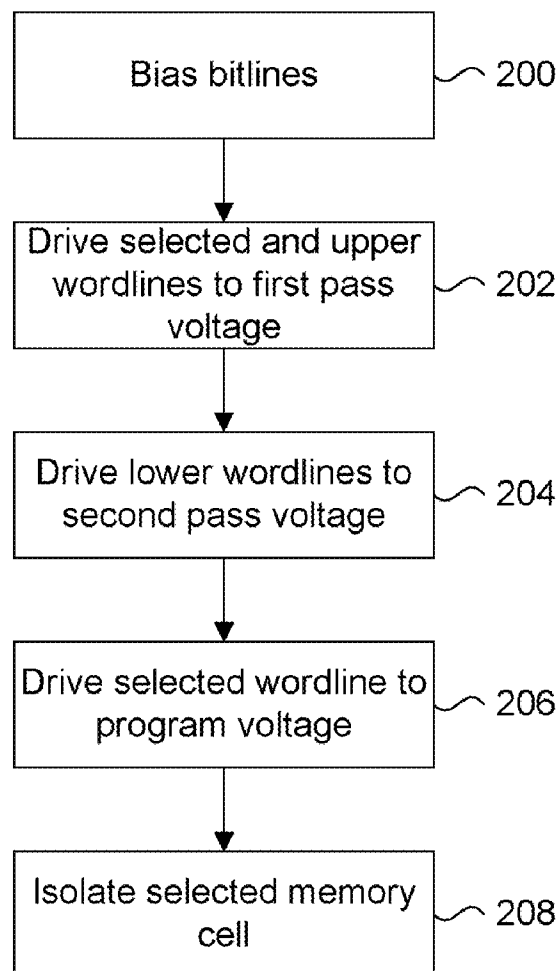 Bias bitlines
200
Drive selected and upper
wordlines to first pass
voltage
202
Drive lower wordlines to
second pass voltage
204
Drive selected wordline to
program voltage
206
Isolate selected memory
cell
208